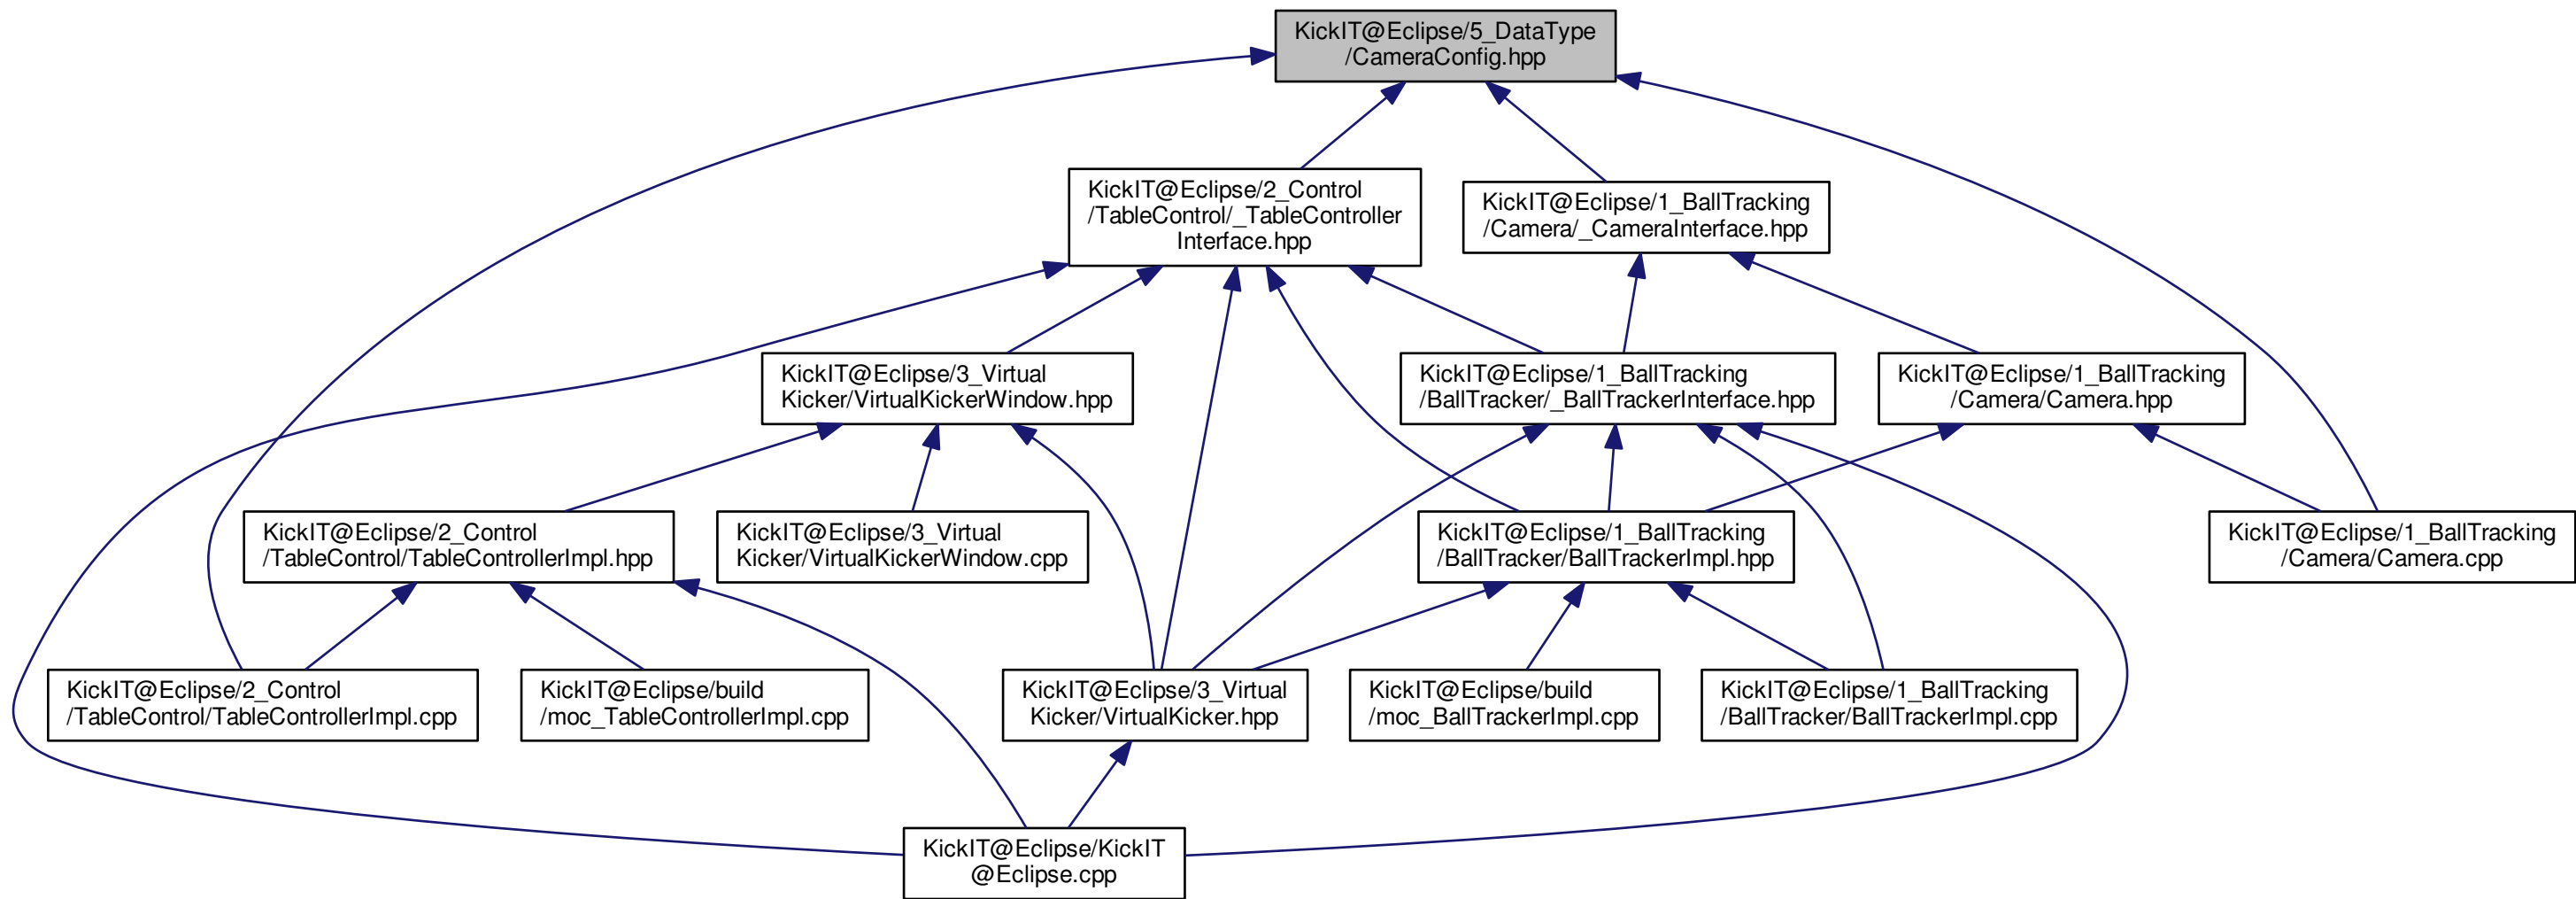 KickIT@Eclipse/5_DataType
/CameraConfig.hpp
KickIT@Eclipse/2_Control
/TableControl/_TableController
Interface.hpp
KickIT@Eclipse/1_BallTracking
/Camera/_CameraInterface.hpp
KickIT@Eclipse/3_Virtual
Kicker/VirtualKickerWindow.hpp
KickIT@Eclipse/1_BallTracking
/BallTracker/_BallTrackerInterface.hpp
KickIT@Eclipse/1_BallTracking
/Camera/Camera.hpp
KickIT@Eclipse/2_Control
/TableControl/TableControllerImpl.hpp
KickIT@Eclipse/3_Virtual
Kicker/VirtualKickerWindow.cpp
KickIT@Eclipse/1_BallTracking
/BallTracker/BallTrackerImpl.hpp
KickIT@Eclipse/1_BallTracking
/Camera/Camera.cpp
KickIT@Eclipse/2_Control
/TableControl/TableControllerImpl.cpp
KickIT@Eclipse/build
/moc_TableControllerImpl.cpp
KickIT@Eclipse/3_Virtual
Kicker/VirtualKicker.hpp
KickIT@Eclipse/build
/moc_BallTrackerImpl.cpp
KickIT@Eclipse/1_BallTracking
/BallTracker/BallTrackerImpl.cpp
KickIT@Eclipse/KickIT
@Eclipse.cpp